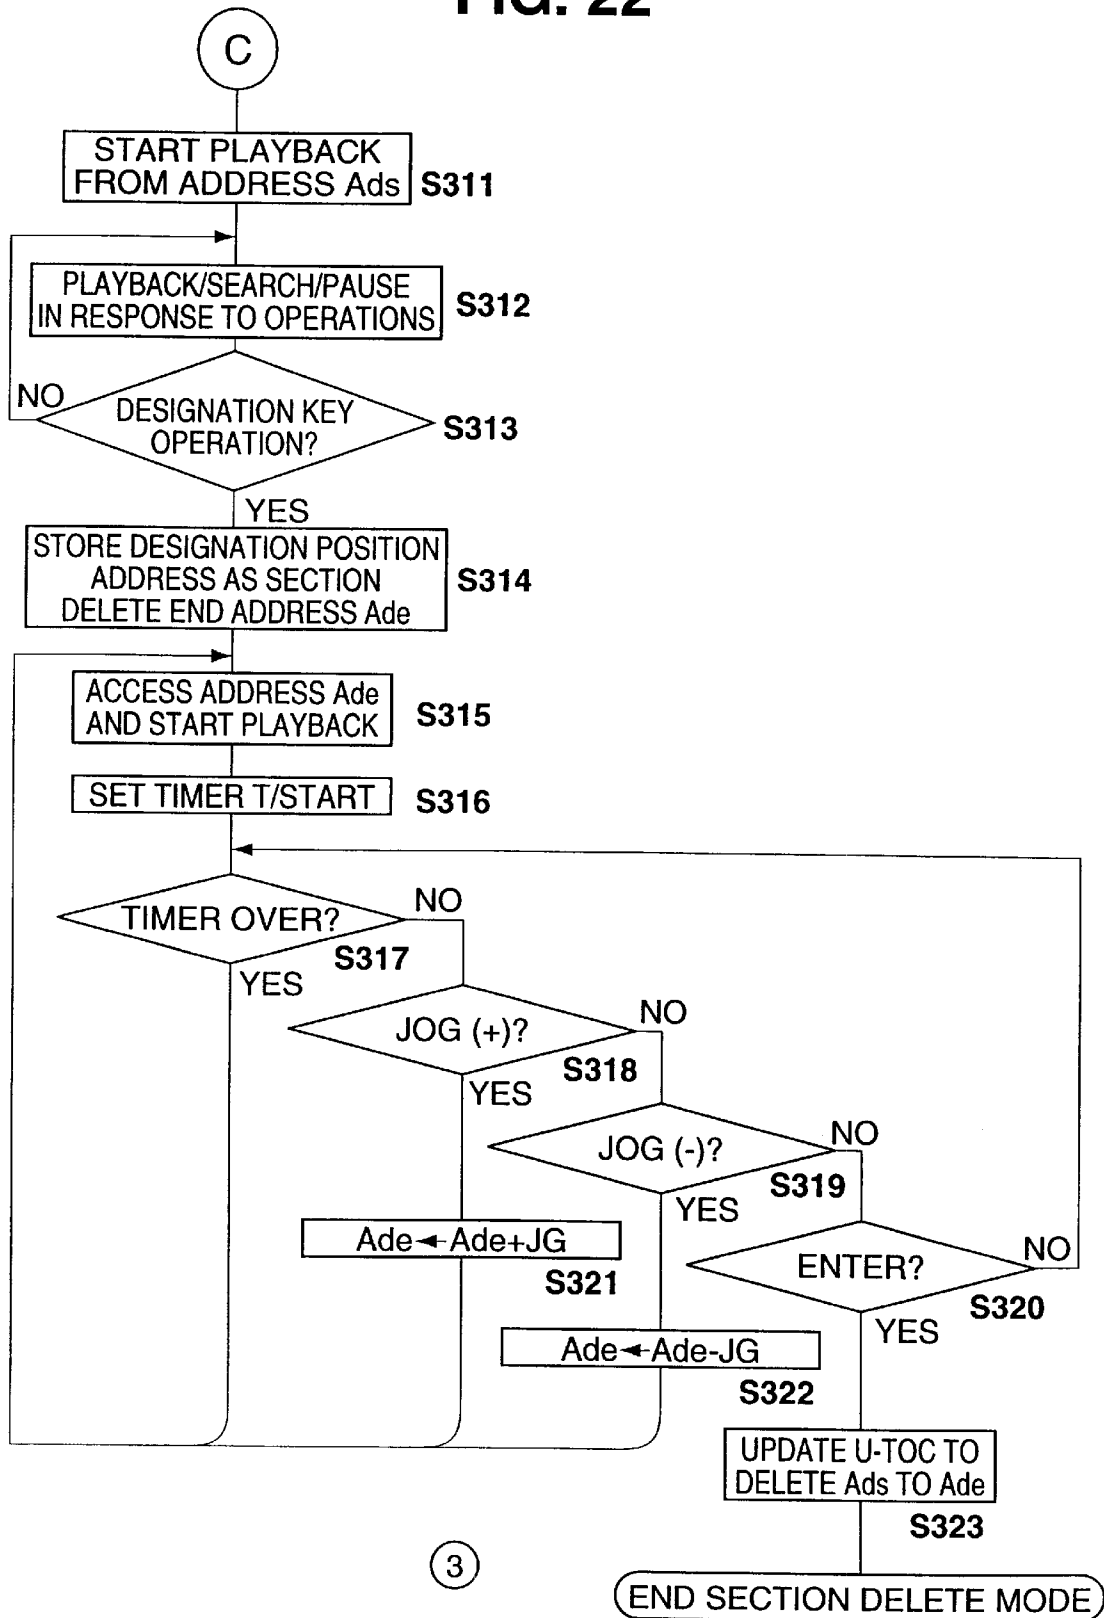 FIG. 22
C
START PLAYBACK
FROM ADDRESS Ads
S311
PLAYBACK/SEARCH/PAUSE
IN RESPONSE TO OPERATIONS
S312
NO
DESIGNATION KEY
OPERATION?
S313
YES
STORE DESIGNATION POSITION
ADDRESS AS SECTION
DELETE END ADDRESS Ade
S314
ACCESS ADDRESS Ade
AND START PLAYBACK
S315
SET TIMER T/START
S316
TIMER OVER?
NO
S317
YES
JOG (+)?
NO
S318
YES
JOG (-)?
NO
S319
YES
Ade←Ade+JG
S321
ENTER?
NO
S320
YES
Ade←Ade-JG
S322
UPDATE U-TOC TO
DELETE Ads TO Ade
S323
3
END SECTION DELETE MODE